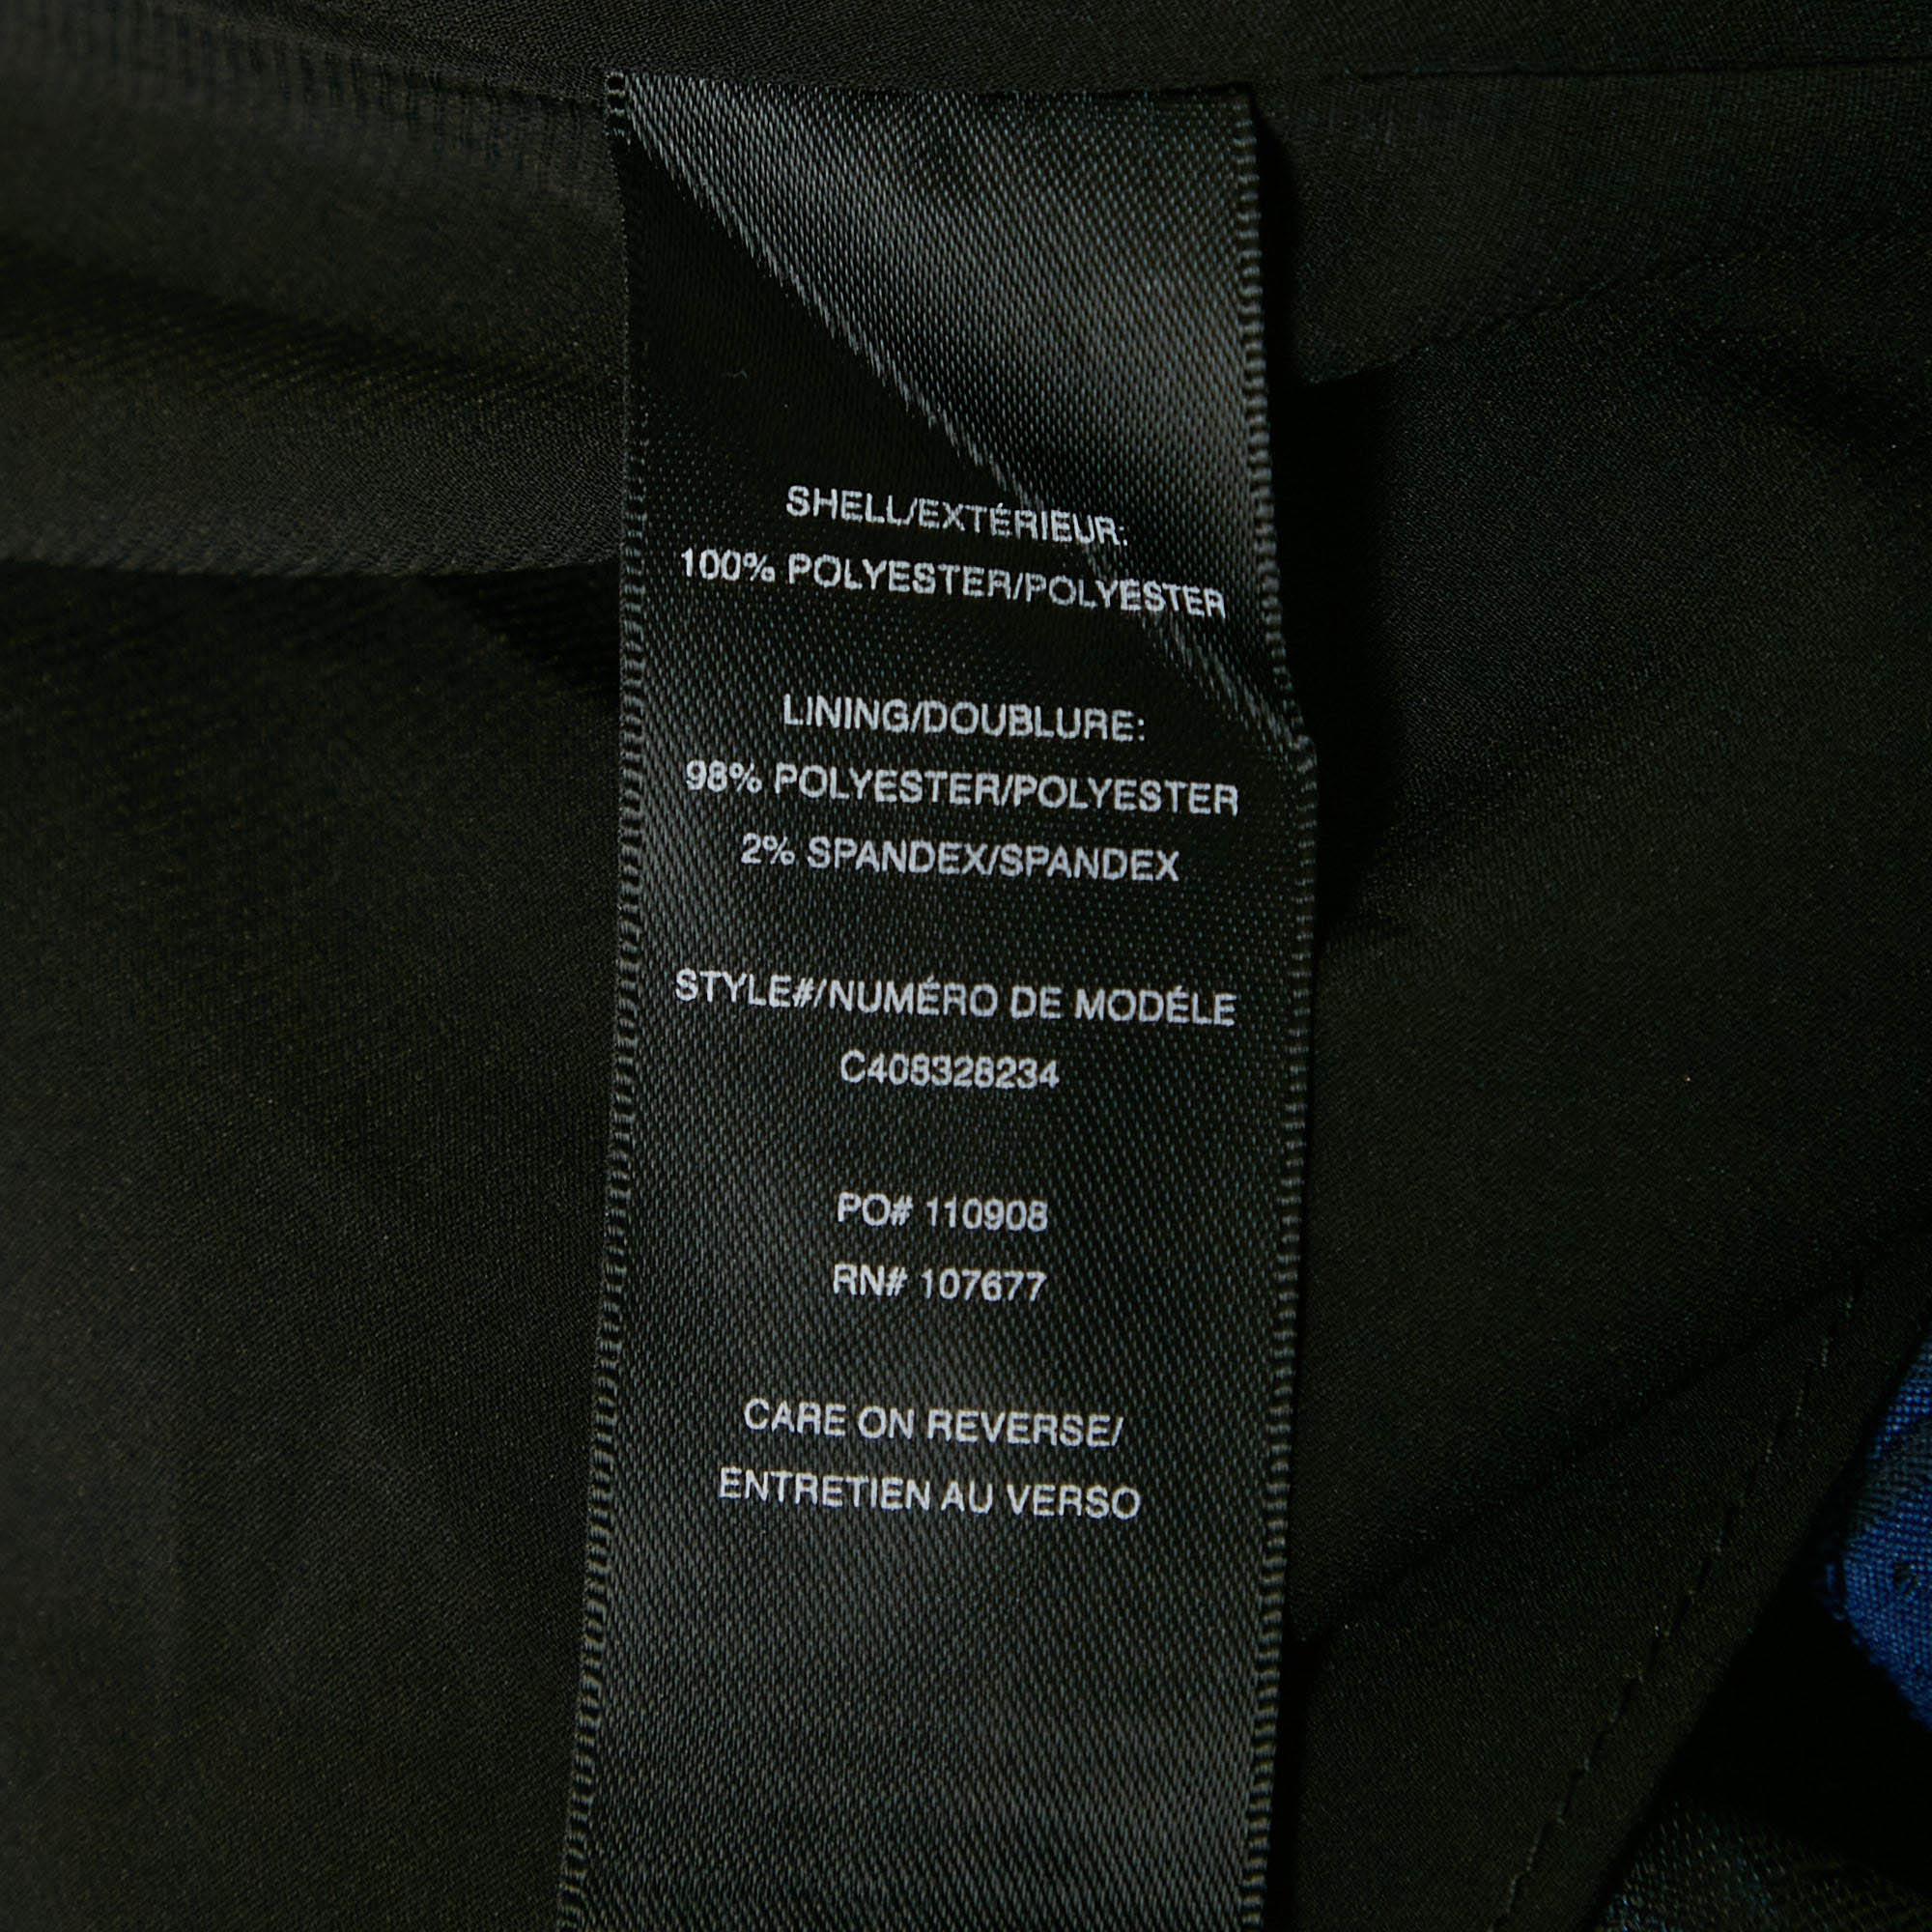 SHELL/EXTÉRIEUR:
100% POLYESTER/POLYESTER
LINING/DOUBLURE:
98% POLYESTER/POLYESTER
2% SPANDEX/SPANDEX
STYLE#/NUMÉRO DE MODÉLE
C408328234
PO# 110908
RN# 107677
CARE ON REVERSE/
ENTRETIEN AU VERSO